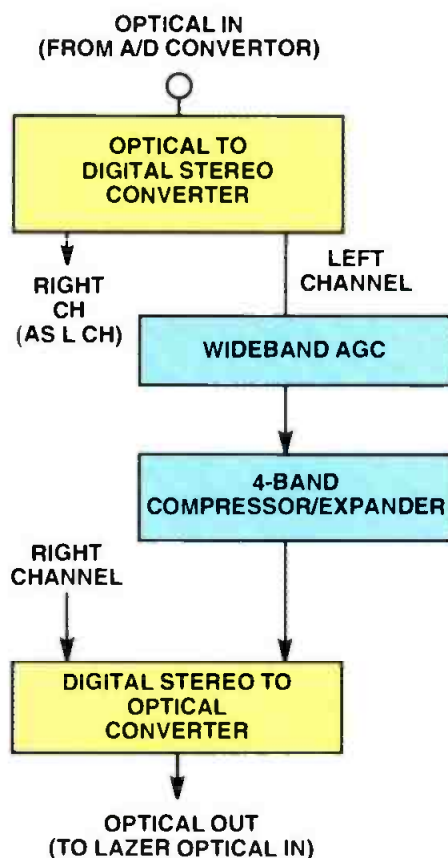 OPTICAL IN
(FROM A/D CONVERTOR)
OPTICAL TO
DIGITAL STEREO
CONVERTER
LEFT
CHANNEL
RIGHT
CH
(AS L CH)
WIDEBAND AGC
4-BAND
COMPRESSOR/EXPANDER
RIGHT
CHANNEL
DIGITAL STEREO TO
OPTICAL
CONVERTER
OPTICAL OUT
(TO LAZER OPTICAL IN)